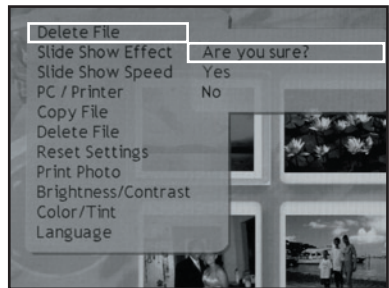 Delete File
Slide Show Effect
Are you sure?
Slide Show Speed
Yes
PC / Printer
No
Copy File
Delete File
Reset Settings
Print Photo
Brightness/Contrast
Color/Tint
Language